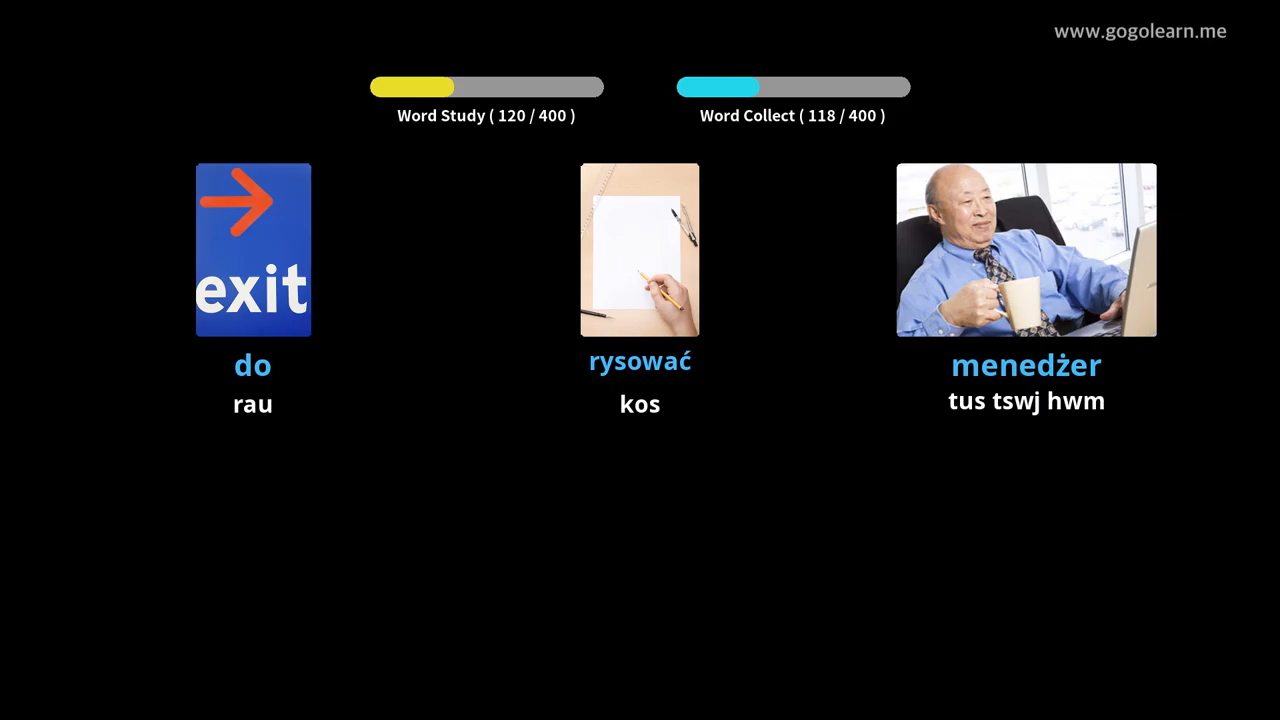 www.gogolearn.me
Word Study ( 120 / 400 )
Word Collect ( 118 / 400 )
exit
do
rysować
menedżer
rau
kos
tus tswj hwm